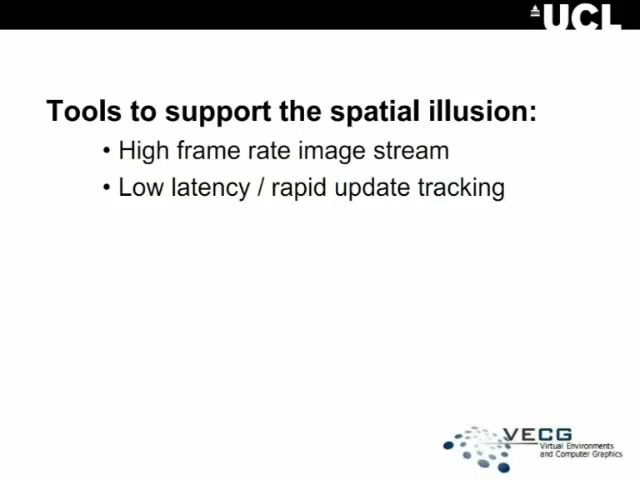 UCL
Tools to support the spatial illusion:
• High frame rate image stream
• Low latency / rapid update tracking
VECG
Virtual Environments
and Computer Graphics